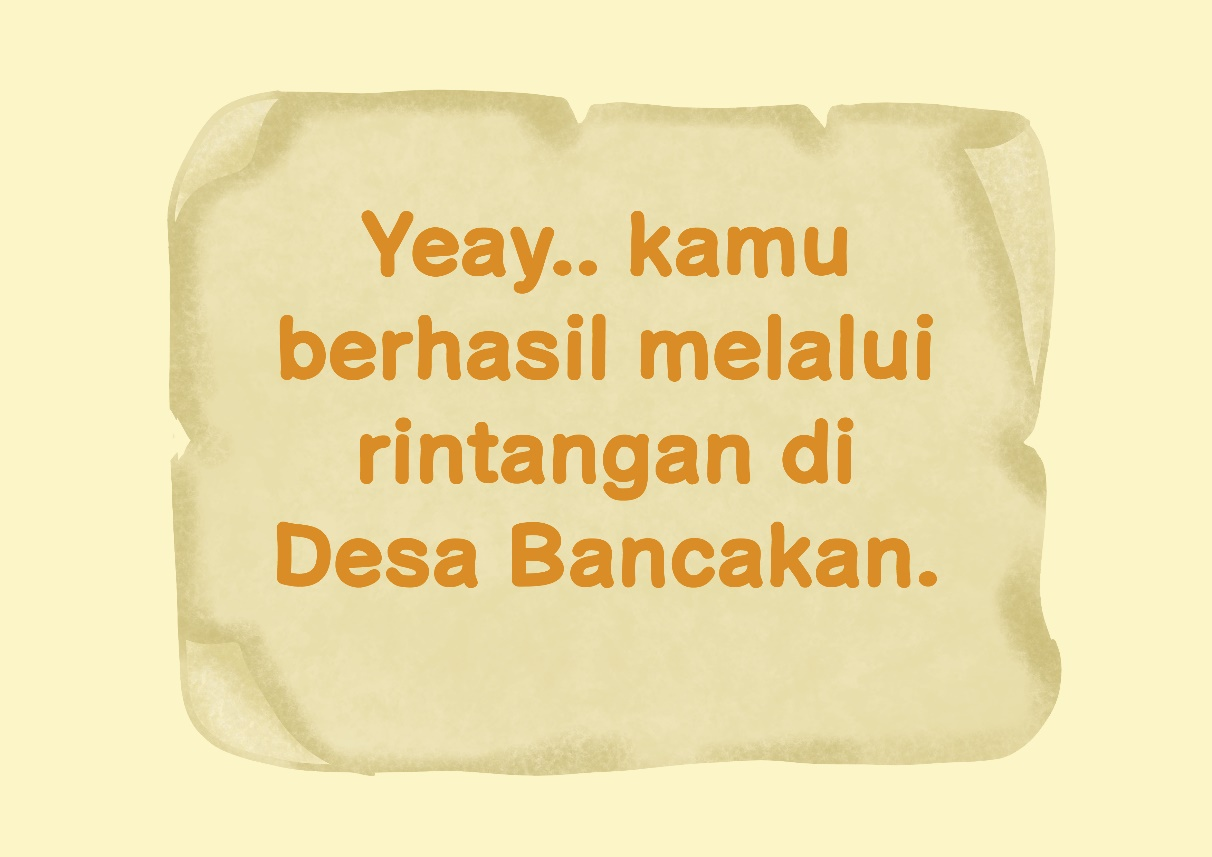 Yeay.. kamu
berhasil melalui
rintangan di
Desa Bancakan.